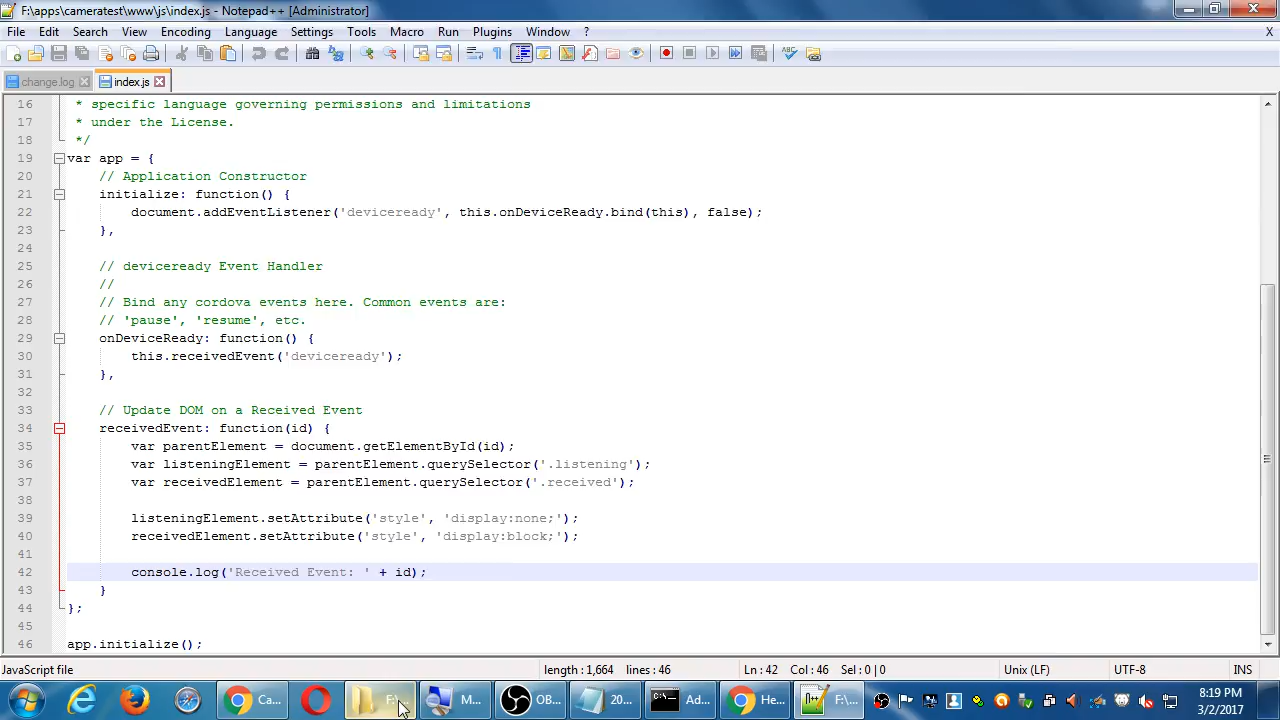 F:\apps\cameratest\www\js\index.js - Notepad++ [Administrator]
File Edit Search View Encoding Language Settings Tools Macro Run Plugins Window ? X
change.log index.js
16 * specific language governing permissions and limitations
17 * under the License.
18 */
19 var app = {
20 // Application Constructor
21 initialize: function() {
22 document.addEventListener('deviceready', this.onDeviceReady.bind(this), false);
23 },
24
25 // deviceready Event Handler
26 //
27 // Bind any cordova events here. Common events are:
28 // 'pause', 'resume', etc.
29 onDeviceReady: function() {
30 this.receivedEvent('deviceready');
31 },
32
33 // Update DOM on a Received Event
34 receivedEvent: function(id) {
35 var parentElement = document.getElementById(id);
36 var listeningElement = parentElement.querySelector('.listening');
37 var receivedElement = parentElement.querySelector('.received');
38
39 listeningElement.setAttribute('style', 'display:none;');
40 receivedElement.setAttribute('style', 'display:block;');
41
42 console.log('Received Event: ' + id);
43 }
44 };
45
46 app.initialize();
JavaScript file length : 1,664 lines : 46 Ln : 42 Col : 46 Sel : 0 | 0 Unix (LF) UTF-8 INS
Ca... F:\... M... OB... 20... Ad... He... F:\... 8:19 PM
3/2/2017